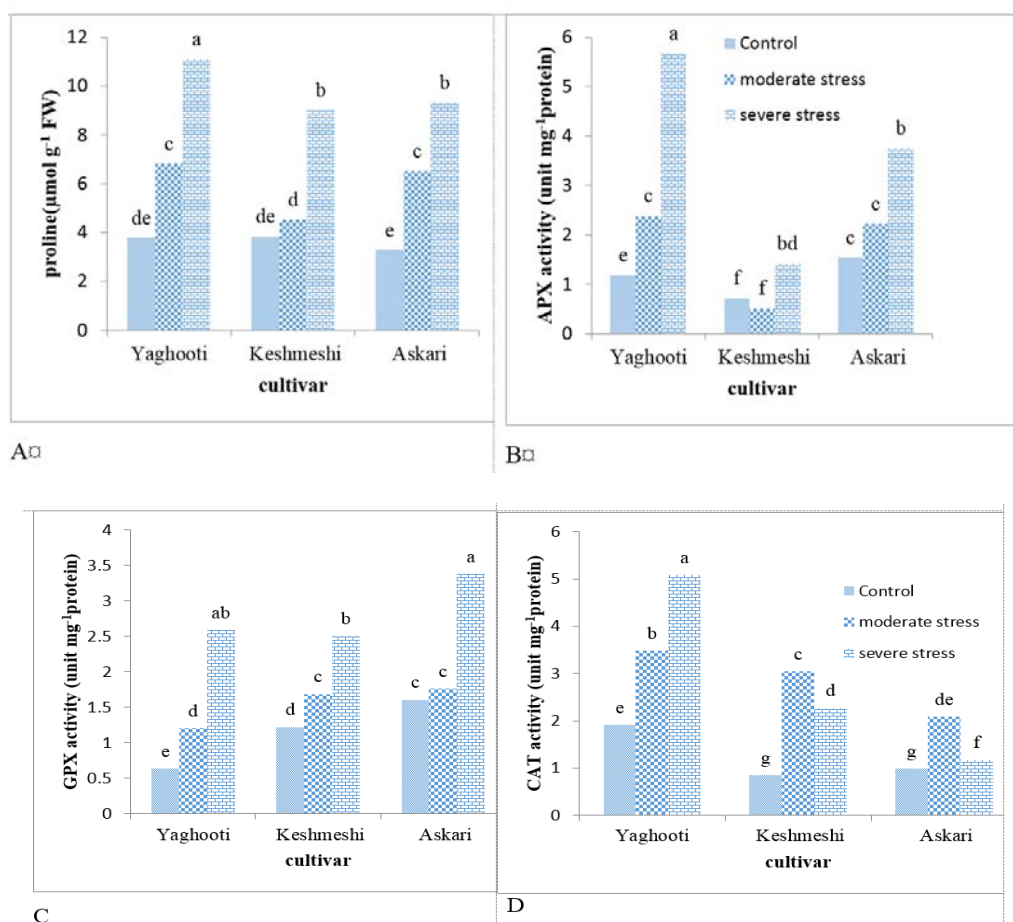 proline(μmol g⁻¹ FW)
12
10
8
6
4
2
0
a
b
b
c
c
d
de
de
e
Yaghooti Keshmeshi Askari
cultivar
A¤
APX activity (unit mg⁻¹protein)
6
5
4
3
2
1
0
Control
moderate stress
severe stress
a
b
c
c
bd
c
e
f
f
Yaghooti Keshmeshi Askari
cultivar
B¤
GPX activity (unit mg⁻¹protein)
4
3.5
3
2.5
2
1.5
1
0.5
0
a
ab
b
c
c
c
d
d
e
Yaghooti Keshmeshi Askari
cultivar
C
CAT activity (unit mg⁻¹protein)
6
5
4
3
2
1
0
Control
moderate stress
severe stress
a
b
c
d
de
e
f
g
g
Yaghooti Keshmeshi Askari
cultivar
D